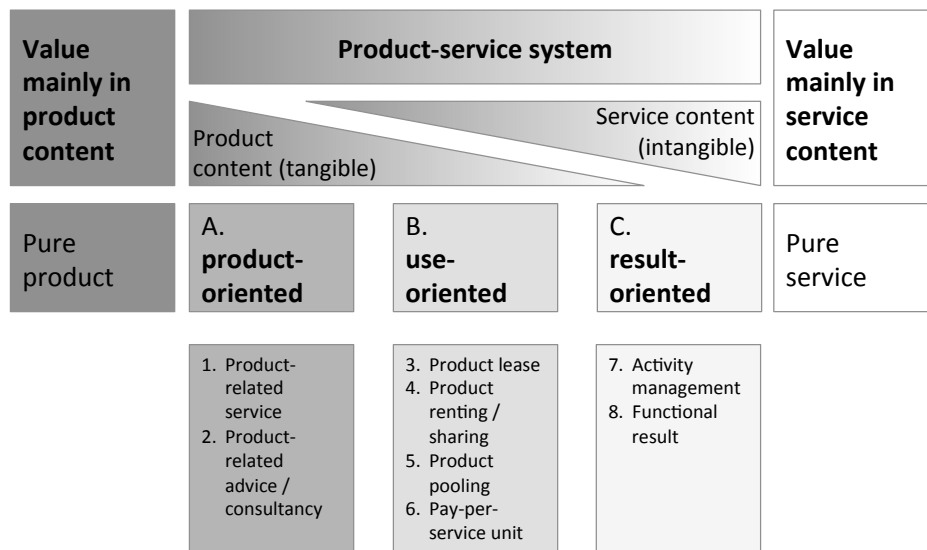 Value
mainly in
product
content
Product-service system
Product
content (tangible)
Service content
(intangible)
Value
mainly in
service
content
Pure
product
A.
product-
oriented
B.
use-
oriented
C.
result-
oriented
Pure
service
1. Product-
related
service
2. Product-
related
advice /
consultancy
3. Product lease
4. Product
renting /
sharing
5. Product
pooling
6. Pay-per-
service unit
7. Activity
management
8. Functional
result